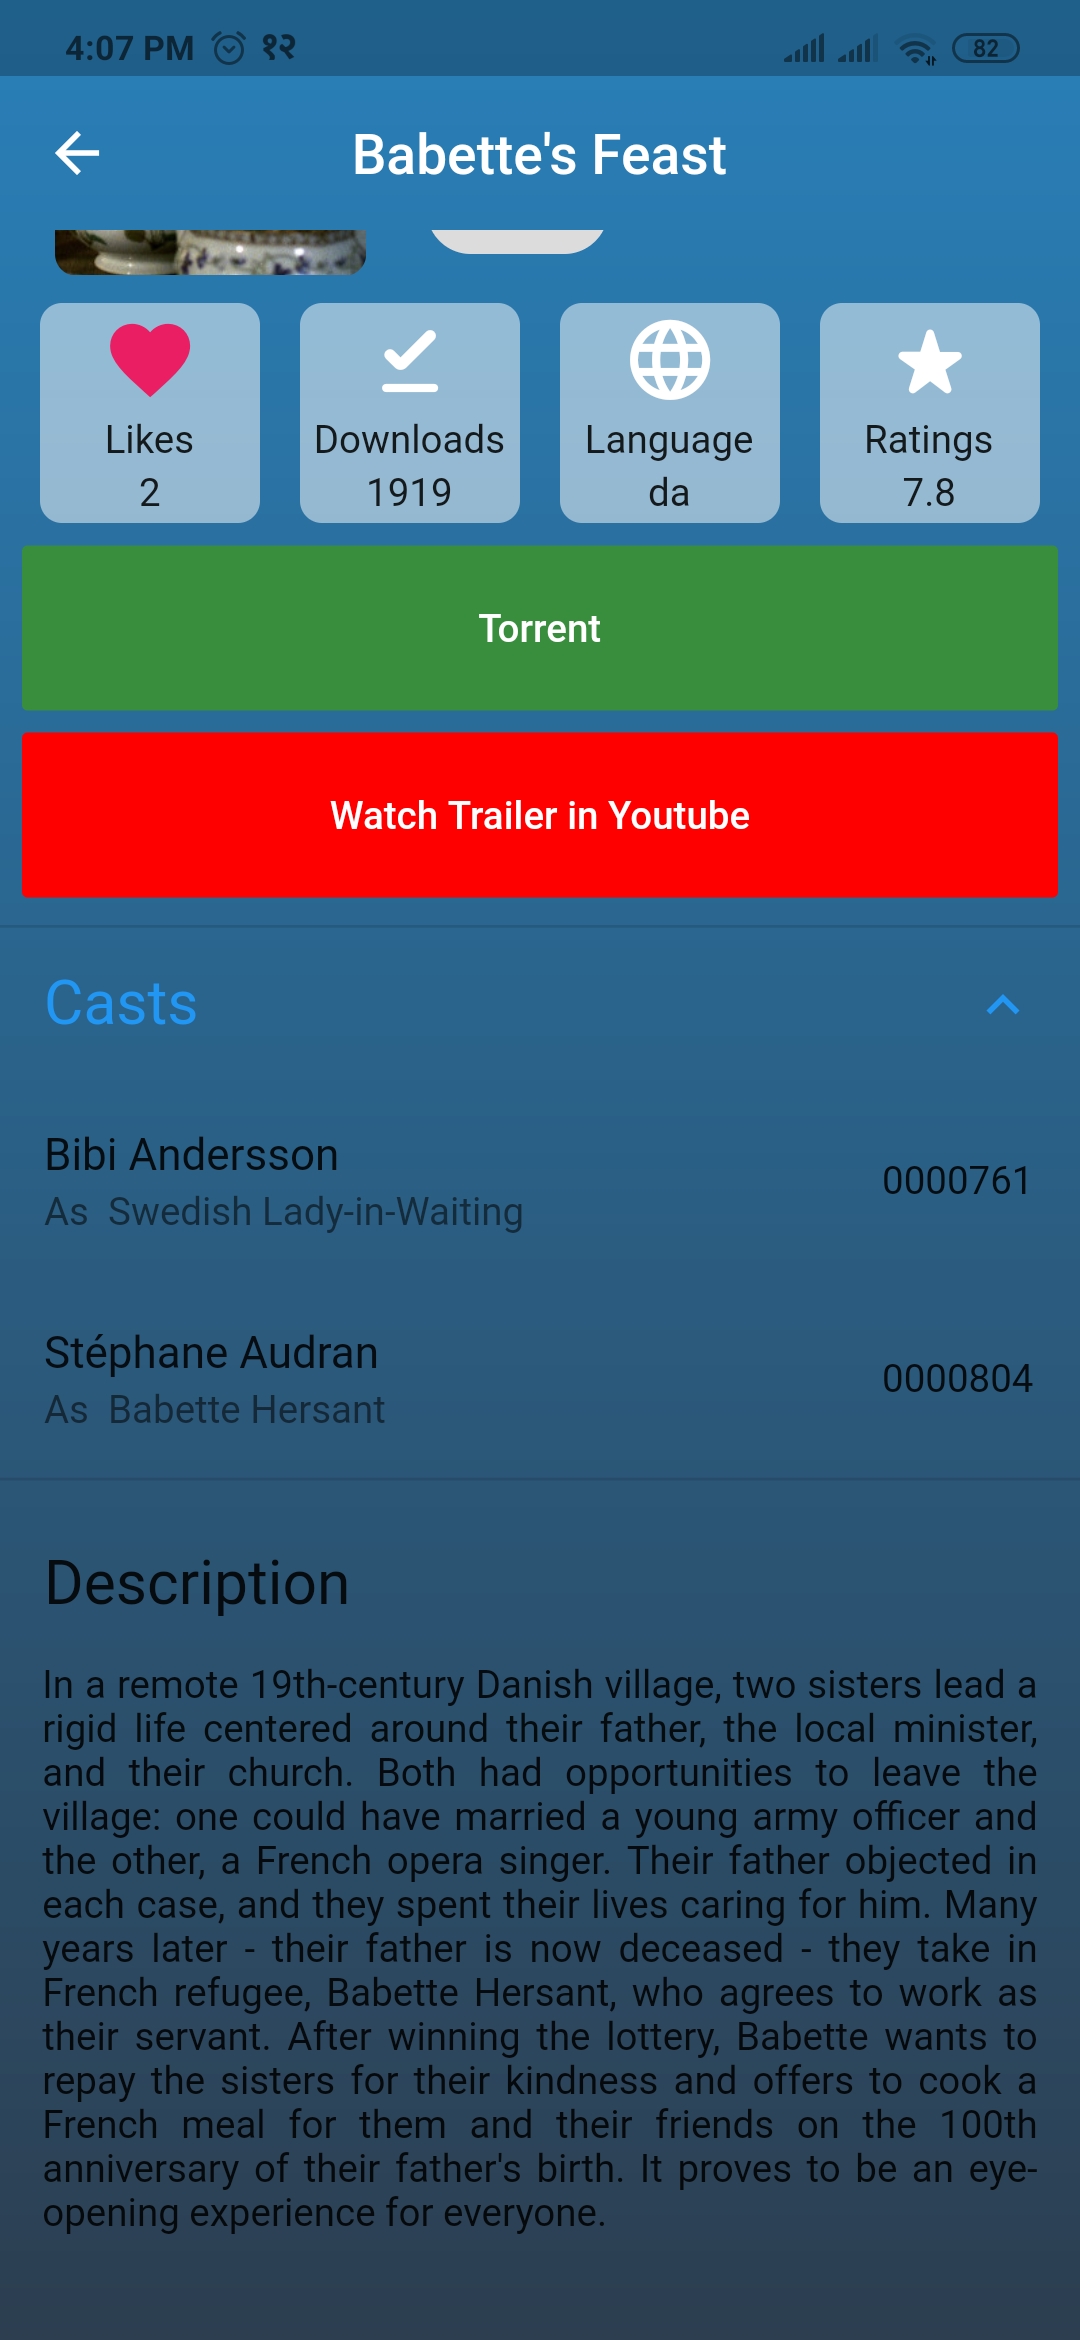 4:07 PM १२ 82
Babette's Feast
Likes
2
Downloads
1919
Language
da
Ratings
7.8
Torrent
Watch Trailer in Youtube
Casts
Bibi Andersson
As Swedish Lady-in-Waiting
0000761
Stéphane Audran
As Babette Hersant
0000804
Description
In a remote 19th-century Danish village, two sisters lead a
rigid life centered around their father, the local minister,
and their church. Both had opportunities to leave the
village: one could have married a young army officer and
the other, a French opera singer. Their father objected in
each case, and they spent their lives caring for him. Many
years later - their father is now deceased - they take in
French refugee, Babette Hersant, who agrees to work as
their servant. After winning the lottery, Babette wants to
repay the sisters for their kindness and offers to cook a
French meal for them and their friends on the 100th
anniversary of their father's birth. It proves to be an eye-
opening experience for everyone.